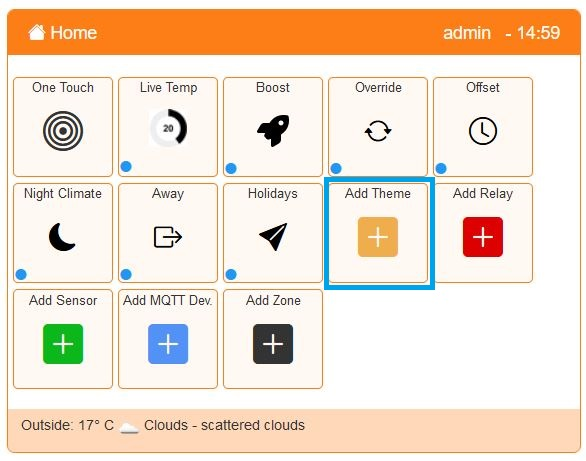 Home admin - 14:59
One Touch Live Temp Boost Override Offset
20
Night Climate Away Holidays Add Theme Add Relay
Add Sensor Add MQTT Dev. Add Zone
Outside: 17° C Clouds - scattered clouds